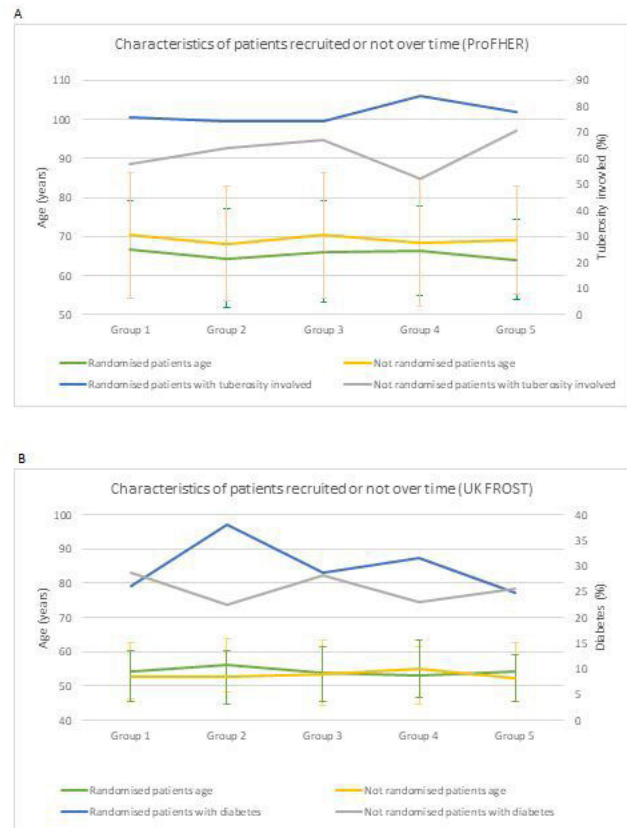 A
Characteristics of patients recruited or not over time (ProFHER)
110
100
90
80
70
60
50
Age (years)
90
80
70
60
50
40
30
20
10
0
Tuberosity invovled (%)
Group 1 Group 2 Group 3 Group 4 Group 5
Randomised patients age Not randomised patients age
Randomised patients with tuberosity involved Not randomised patients with tuberosity involved
B
Characteristics of patients recruited or not over time (UK FROST)
100
90
80
70
60
50
40
Age (years)
40
35
30
25
20
15
10
5
0
Diabetes (%)
Group 1 Group 2 Group 3 Group 4 Group 5
Randomised patients age Not randomised patients age
Randomised patients with diabetes Not randomised patients with diabetes